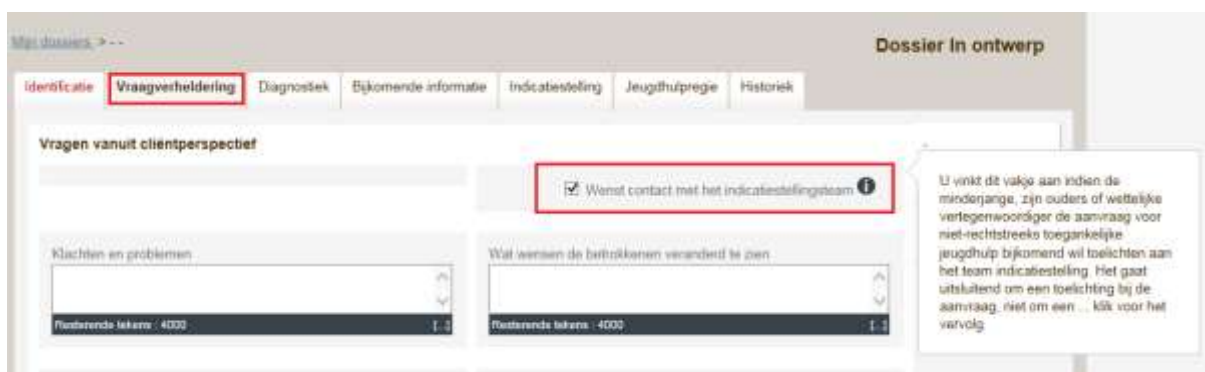 Mijn dossiers > - -
Dossier In ontwerp
Identificatie Vraagverheldering Diagnostiek Bijkomende informatie Indicatiestelling Jeugdhulpregie Historiek
Vragen vanuit cliëntperspectief
Wenst contact met het indicatiestellingsteam
Klachten en problemen
Wat wensen de betrokkenen veranderd te zien
Resterende tekens : 4000 [...]
Resterende tekens : 4000 [...]
U vinkt dit vakje aan indien de
minderjarige, zijn ouders of wettelijke
vertegenwoordiger de aanvraag voor
niet-rechtstreeks toegankelijke
jeugdhulp bijkomend wil toelichten aan
het team indicatiestelling. Het gaat
uitsluitend om een toelichting bij de
aanvraag, niet om een ... klik voor het
vervolg